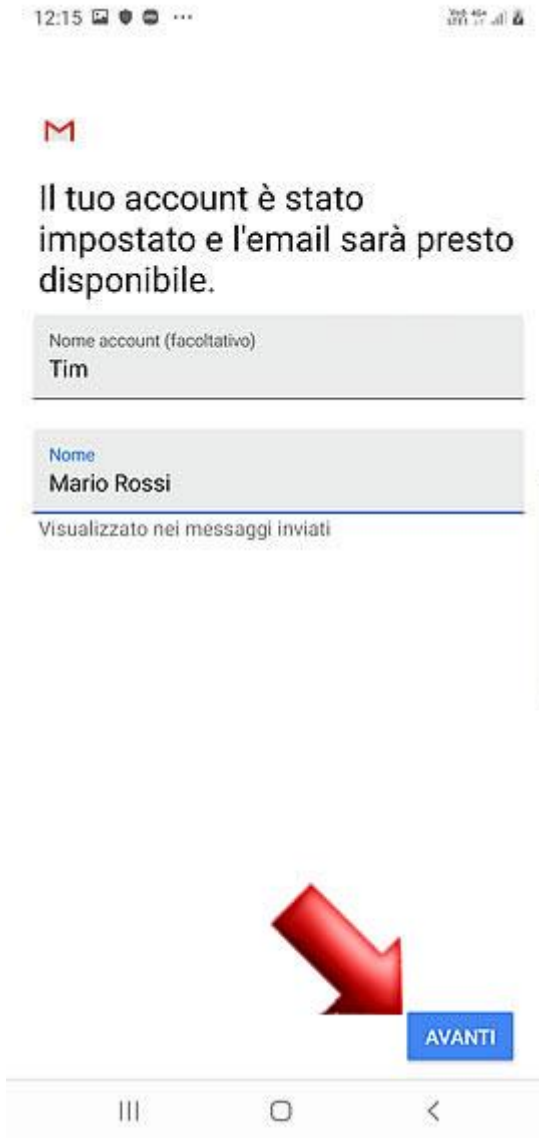 12:15
Il tuo account è stato
impostato e l'email sarà presto
disponibile.
Nome account (facoltativo)
Tim
Nome
Mario Rossi
Visualizzato nei messaggi inviati
AVANTI